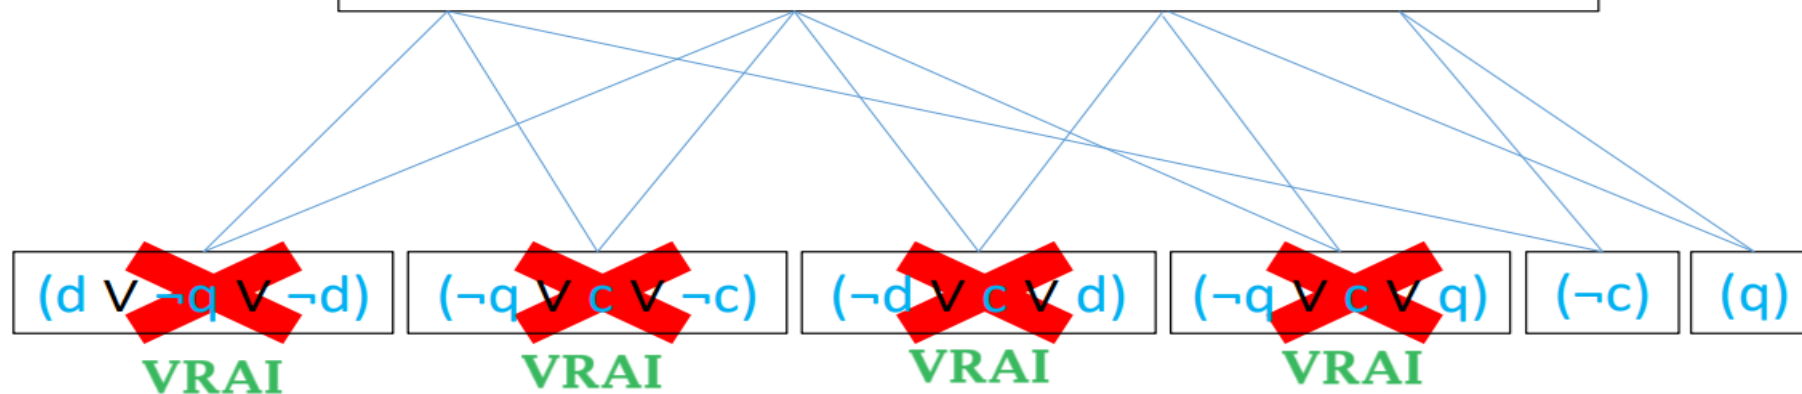 (d ∨ ¬q ∨ ¬d) (¬q ∨ c ∨ ¬c) (¬d ∨ c ∨ d) (¬q ∨ c ∨ q) (¬c) (q)
VRAI VRAI VRAI VRAI